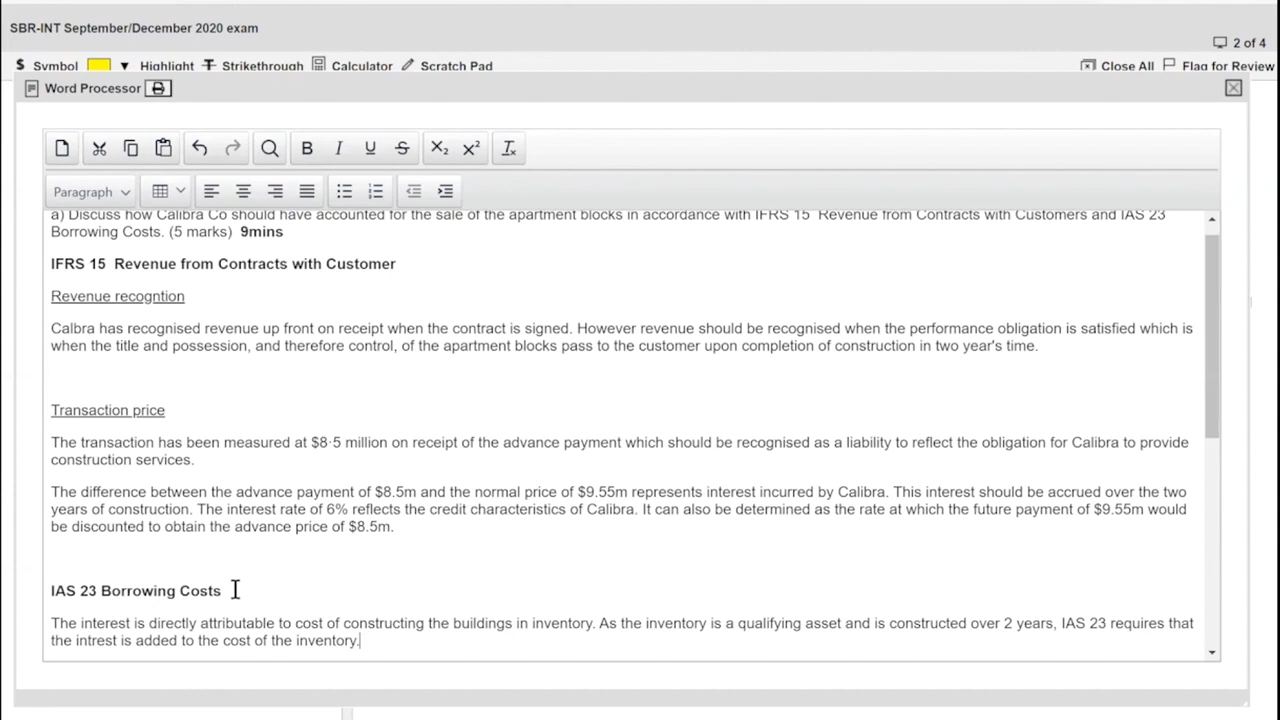 SBR-INT September/December 2020 exam
2 of 4
$ Symbol ▼ Highlight T Strikethrough Calculator Scratch Pad Close All Flag for Review
Word Processor
B I U S X₂ X² Tx
Paragraph
a) Discuss how Calibra Co should have accounted for the sale of the apartment blocks in accordance with IFRS 15 Revenue from Contracts with Customers and IAS 23
Borrowing Costs. (5 marks) 9mins
IFRS 15 Revenue from Contracts with Customer
Revenue recogntion
Calbra has recognised revenue up front on receipt when the contract is signed. However revenue should be recognised when the performance obligation is satisfied which is
when the title and possession, and therefore control, of the apartment blocks pass to the customer upon completion of construction in two year's time.
Transaction price
The transaction has been measured at $8·5 million on receipt of the advance payment which should be recognised as a liability to reflect the obligation for Calibra to provide
construction services.
The difference between the advance payment of $8.5m and the normal price of $9.55m represents interest incurred by Calibra. This interest should be accrued over the two
years of construction. The interest rate of 6% reflects the credit characteristics of Calibra. It can also be determined as the rate at which the future payment of $9.55m would
be discounted to obtain the advance price of $8.5m.
IAS 23 Borrowing Costs
The interest is directly attributable to cost of constructing the buildings in inventory. As the inventory is a qualifying asset and is constructed over 2 years, IAS 23 requires that
the intrest is added to the cost of the inventory.